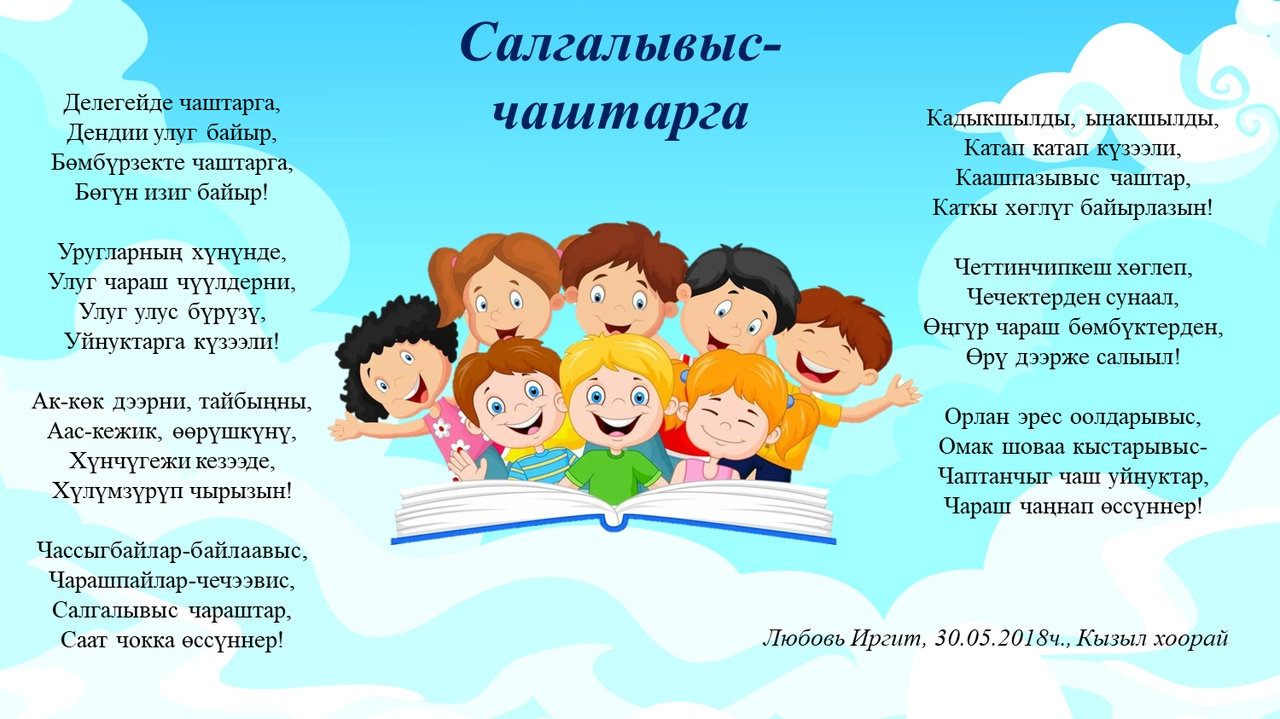 Салгалывыс-
чаштарга
Делегейде чаштарга,
Дендии улуг байыр,
Бөмбүрзекте чаштарга,
Бөгүн изиг байыр!
Уругларның хүнүнде,
Улуг чараш чүүлдерни,
Улуг улус бүрүзү,
Уйнуктарга күзээли!
Ак-көк дээрни, тайбыңны,
Аас-кежик, өөрүшкүнү,
Хүнчүгежи кезээде,
Хүлүмзүрүп чырызын!
Чассыгбайлар-байлаавыс,
Чарашпайлар-чечээвис,
Салгалывыс чараштар,
Саат чокка өссүннер!
Кадыкшылды, ынакшылды,
Катап катап күзээли,
Каашпазывыс чаштар,
Каткы хөглүг байырлазын!
Четтинчипкеш хөглеп,
Чечектерден сунаал,
Өңгүр чараш бөмбүктерден,
Өрү дээрже салыыл!
Орлан эрес оолдарывыс,
Омак шоваа кыстарывыс-
Чаптанчыг чаш уйнуктар,
Чараш чаңнап өссүннер!
Любовь Иргит, 30.05.2018ч., Кызыл хоорай